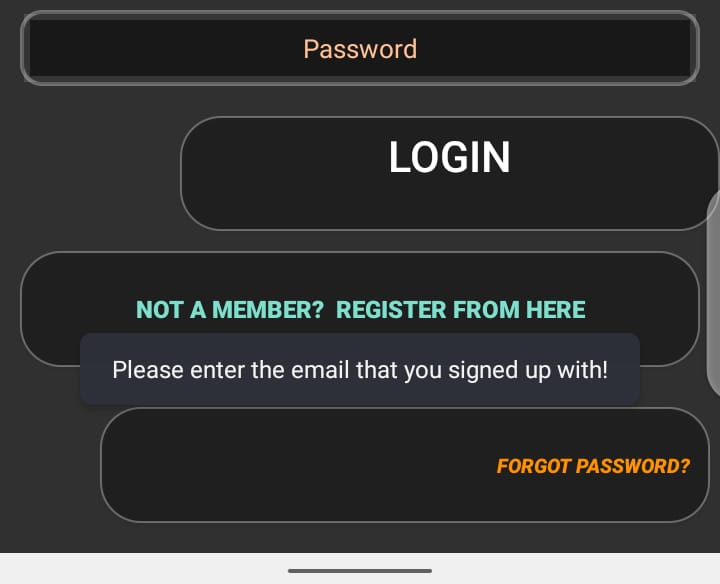 Password
LOGIN
NOT A MEMBER?  REGISTER FROM HERE
Please enter the email that you signed up with!
FORGOT PASSWORD?